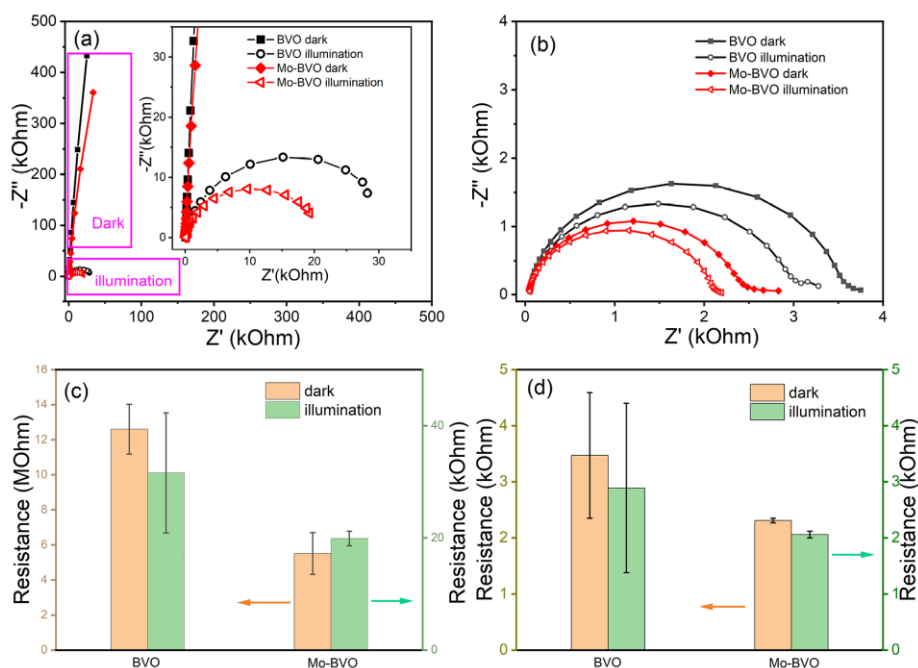 (a)
500
400
300
200
100
0
-Z'' (kOhm)
0 100 200 300 400 500
Z' (kOhm)
Dark
illumination
BVO dark
BVO illumination
Mo-BVO dark
Mo-BVO illumination
30
20
10
0
-Z'' (kOhm)
0 10 20 30
Z'(kOhm)
(b)
BVO dark
BVO illumination
Mo-BVO dark
Mo-BVO illumination
4
3
2
1
0
-Z'' (kOhm)
0 1 2 3 4
Z' (kOhm)
(c)
dark
illumination
16
14
12
10
8
6
4
2
0
Resistance (MOhm)
40
20
0
Resistance (kOhm)
BVO Mo-BVO
(d)
dark
illumination
5
4
3
2
1
0
Resistance (kOhm)
5
4
3
2
1
0
Resistance (kOhm)
BVO Mo-BVO